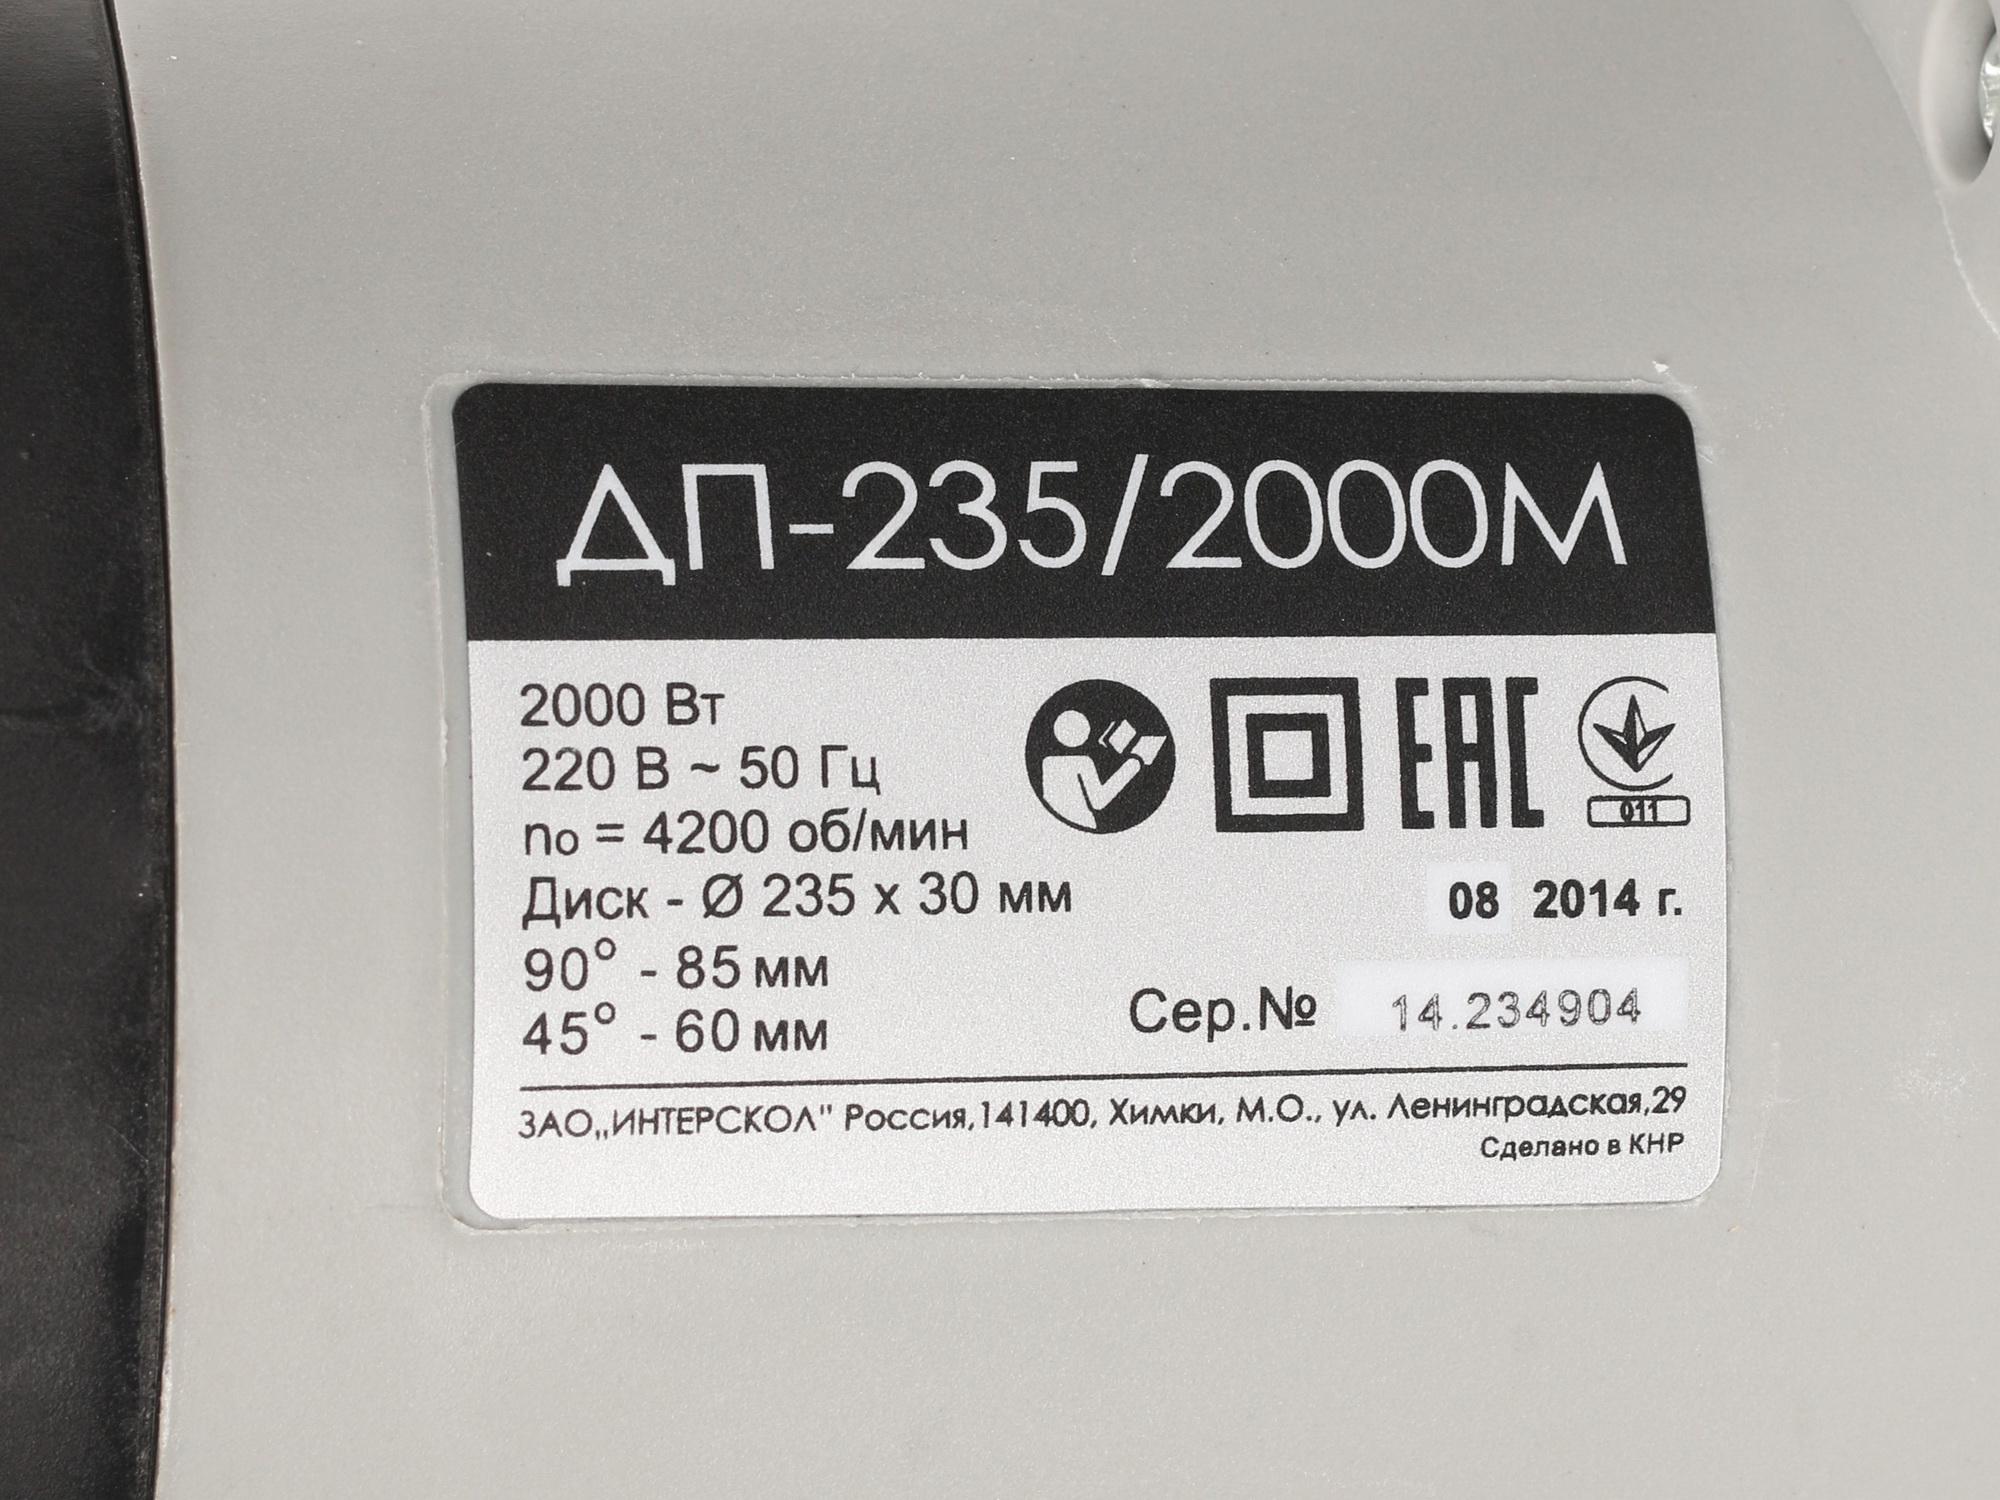 ДП-235/2000М
2000 Вт
220 В ~ 50 Гц
n₀ = 4200 об/мин
Диск - Ø 235 x 30 мм
90° - 85 мм
45° - 60 мм
EAC
011
08 2014 г.
Сер.№ 14.234904
ЗАО„ИНТЕРСКОЛ" Россия,141400, Химки, М.О., ул. Ленинградская,29
Сделано в КНР